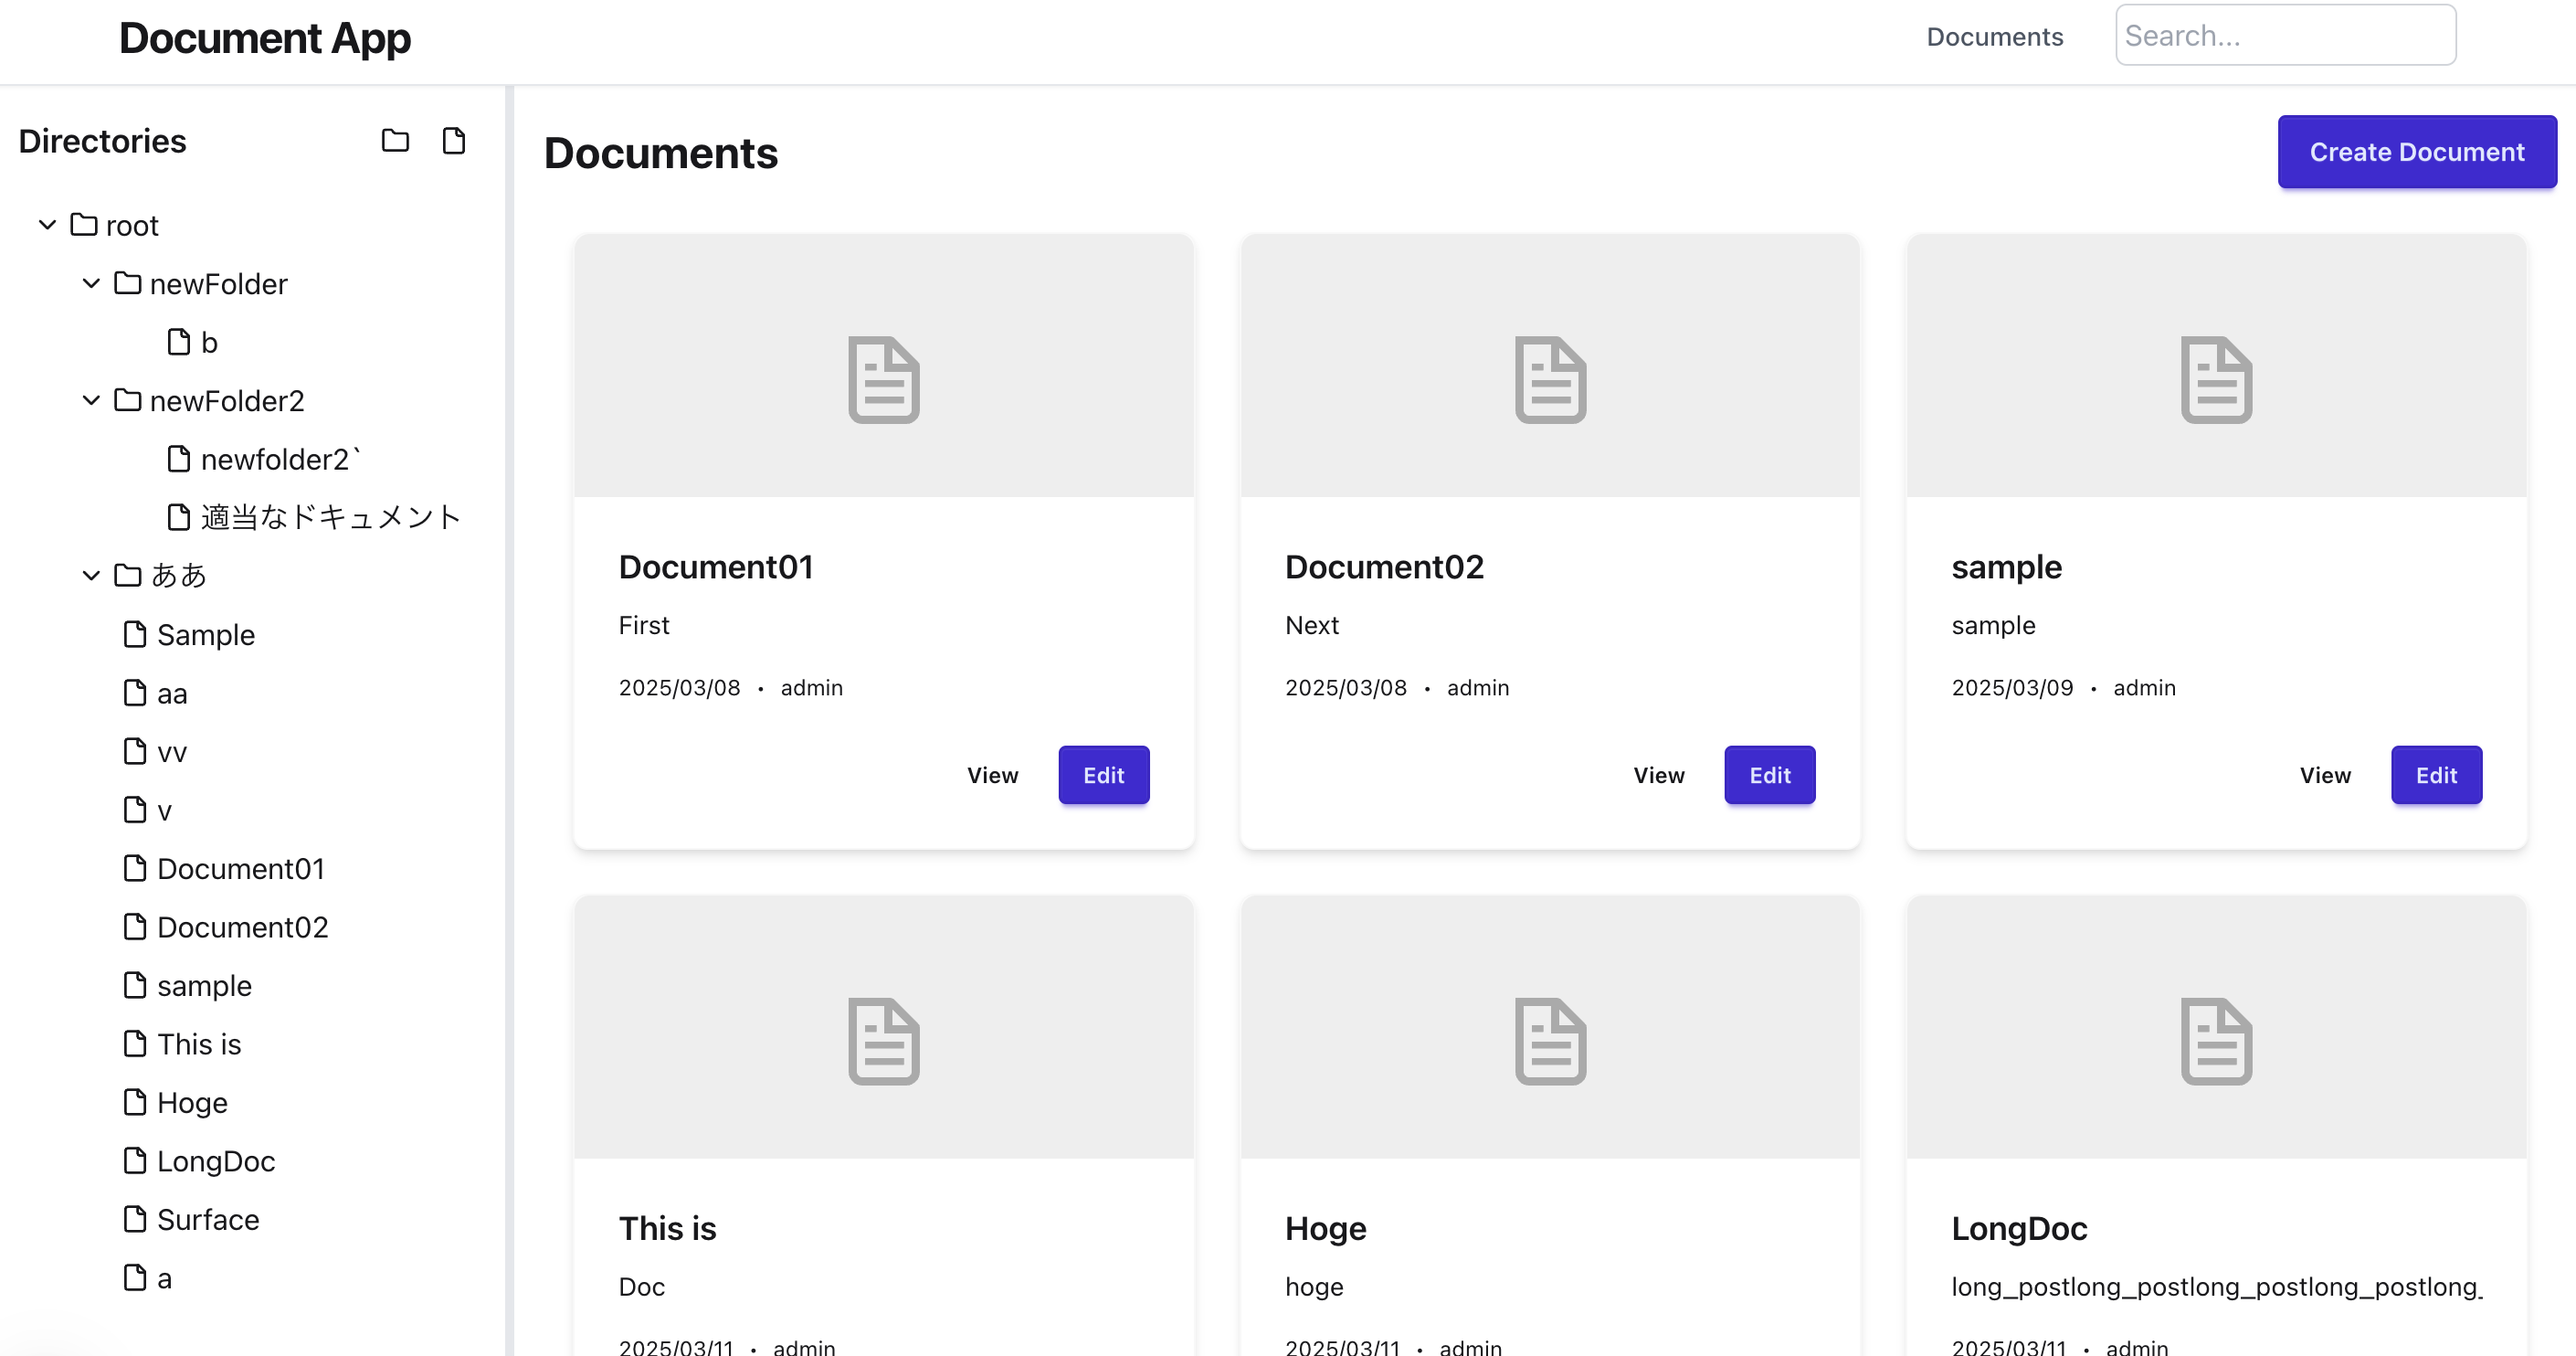 Document App
Documents
Search...
Directories
root
newFolder
b
newFolder2
newfolder2`
適当なドキュメント
ああ
Sample
aa
vv
v
Document01
Document02
sample
This is
Hoge
LongDoc
Surface
a
Documents
Create Document
Document01
First
2025/03/08 • admin
View Edit
Document02
Next
2025/03/08 • admin
View Edit
sample
sample
2025/03/09 • admin
View Edit
This is
Doc
2025/03/11 • admin
Hoge
hoge
2025/03/11 • admin
LongDoc
long_postlong_postlong_postlong_postlong_
2025/03/11 • admin